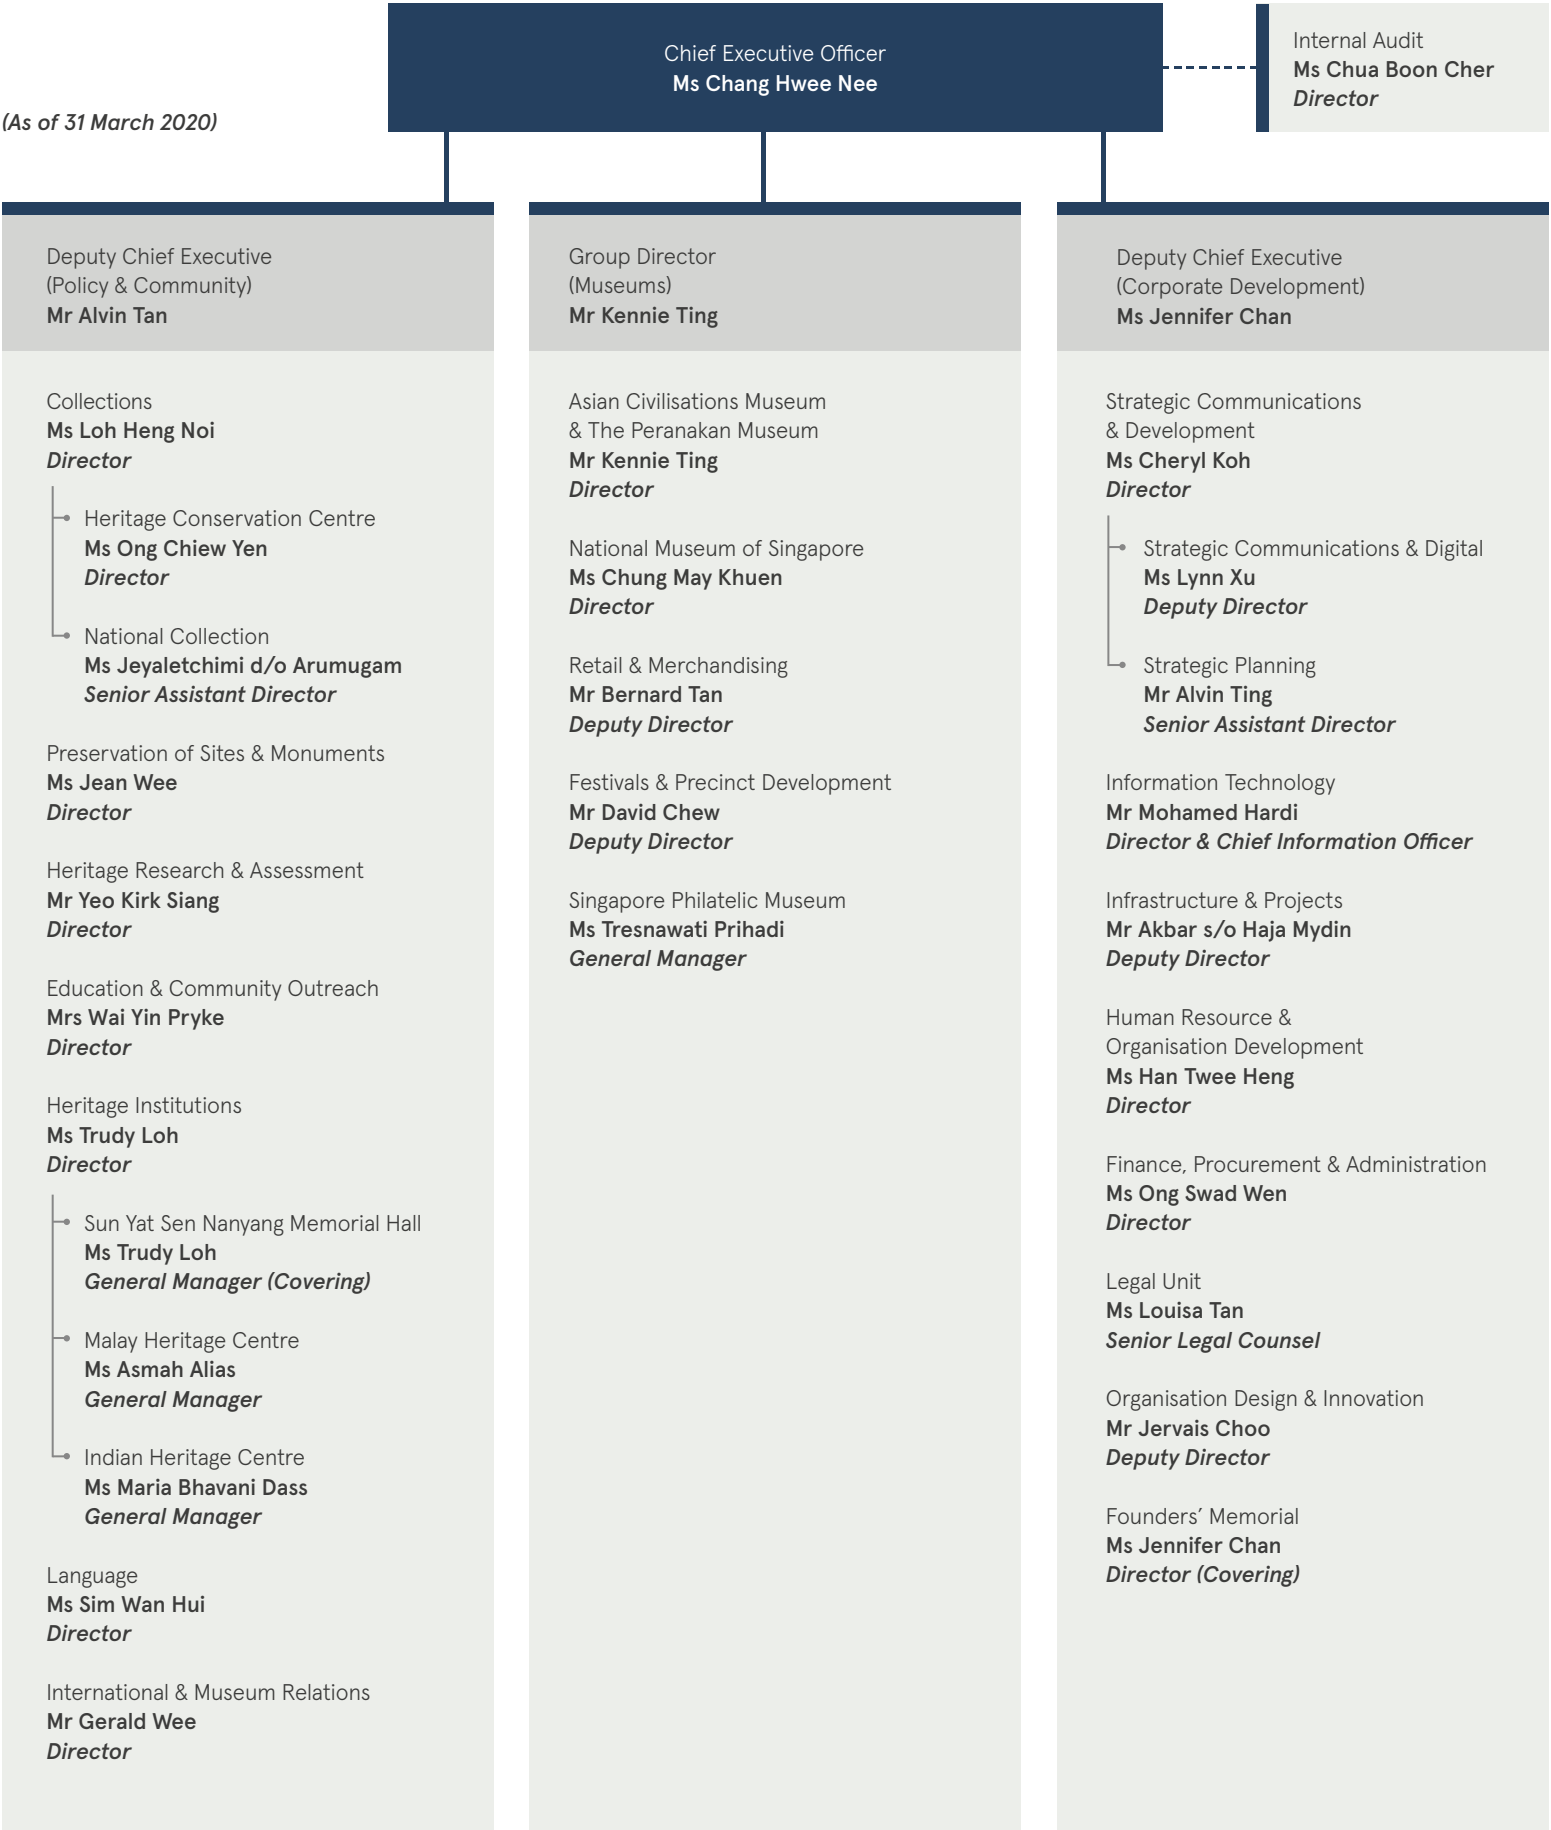 Chief Executive Officer
Ms Chang Hwee Nee
Internal Audit
Ms Chua Boon Cher
Director
(As of 31 March 2020)
Deputy Chief Executive
(Policy & Community)
Mr Alvin Tan
Collections
Ms Loh Heng Noi
Director
Heritage Conservation Centre
Ms Ong Chiew Yen
Director
National Collection
Ms Jeyaletchimi d/o Arumugam
Senior Assistant Director
Preservation of Sites & Monuments
Ms Jean Wee
Director
Heritage Research & Assessment
Mr Yeo Kirk Siang
Director
Education & Community Outreach
Mrs Wai Yin Pryke
Director
Heritage Institutions
Ms Trudy Loh
Director
Sun Yat Sen Nanyang Memorial Hall
Ms Trudy Loh
General Manager (Covering)
Malay Heritage Centre
Ms Asmah Alias
General Manager
Indian Heritage Centre
Ms Maria Bhavani Dass
General Manager
Language
Ms Sim Wan Hui
Director
International & Museum Relations
Mr Gerald Wee
Director
Group Director
(Museums)
Mr Kennie Ting
Asian Civilisations Museum
& The Peranakan Museum
Mr Kennie Ting
Director
National Museum of Singapore
Ms Chung May Khuen
Director
Retail & Merchandising
Mr Bernard Tan
Deputy Director
Festivals & Precinct Development
Mr David Chew
Deputy Director
Singapore Philatelic Museum
Ms Tresnawati Prihadi
General Manager
Deputy Chief Executive
(Corporate Development)
Ms Jennifer Chan
Strategic Communications
& Development
Ms Cheryl Koh
Director
Strategic Communications & Digital
Ms Lynn Xu
Deputy Director
Strategic Planning
Mr Alvin Ting
Senior Assistant Director
Information Technology
Mr Mohamed Hardi
Director & Chief Information Officer
Infrastructure & Projects
Mr Akbar s/o Haja Mydin
Deputy Director
Human Resource &
Organisation Development
Ms Han Twee Heng
Director
Finance, Procurement & Administration
Ms Ong Swad Wen
Director
Legal Unit
Ms Louisa Tan
Senior Legal Counsel
Organisation Design & Innovation
Mr Jervais Choo
Deputy Director
Founders’ Memorial
Ms Jennifer Chan
Director (Covering)